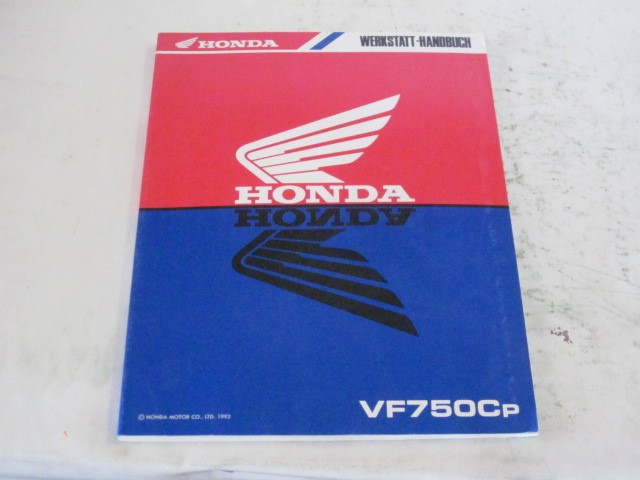 HONDA WERKSTATT-HANDBUCH
HONDA
HONDA
© HONDA MOTOR CO., LTD. 1993
VF750CP